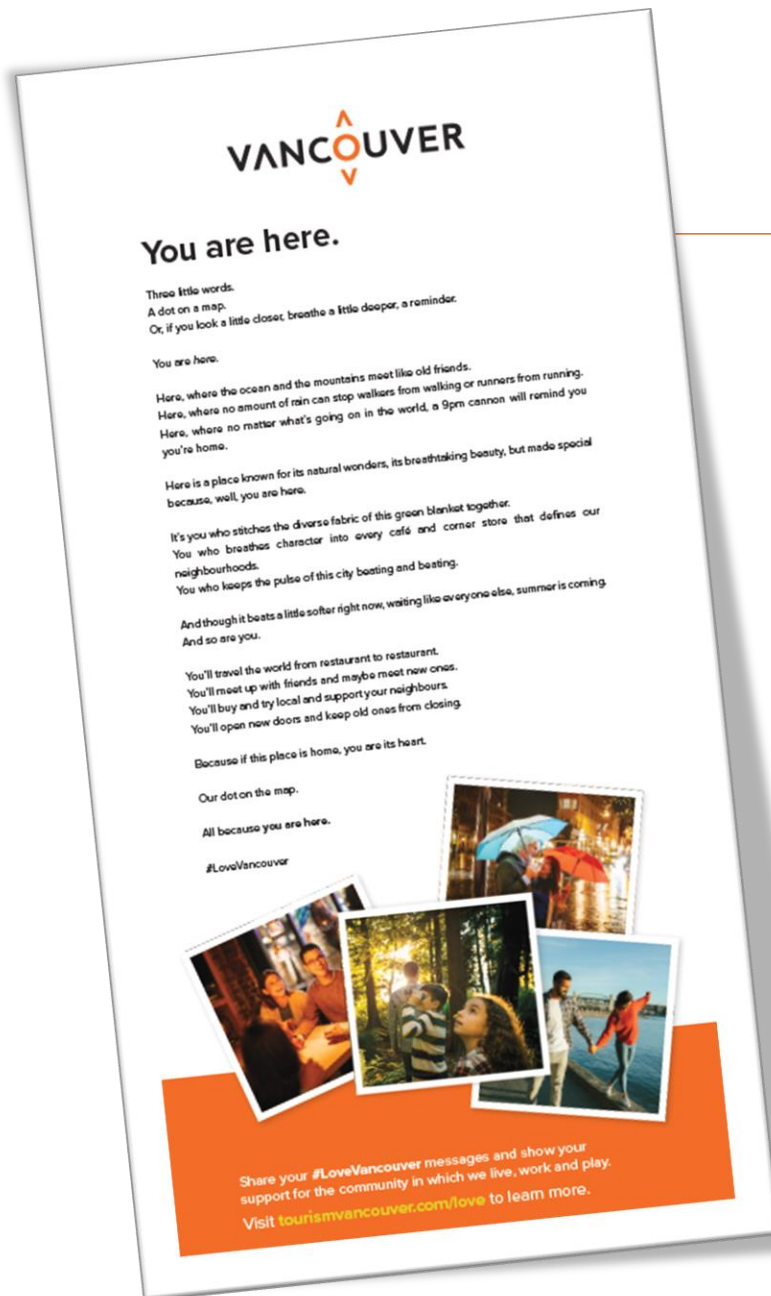 VANCOUVER
You are here.
Three little words.
A dot on a map.
Or, if you look a little closer, breathe a little deeper, a reminder.
You are here.
Here, where the ocean and the mountains meet like old friends.
Here, where no amount of rain can stop walkers from walking or runners from running.
Here, where no matter what's going on in the world, a 9pm cannon will remind you
you're home.
Here is a place known for its natural wonders, its breathtaking beauty, but made special
because, well, you are here.
It's you who stitches the diverse fabric of this green blanket together.
You who breathes character into every café and corner store that defines our
neighbourhoods.
You who keeps the pulse of this city beating and beating.
And though it beats a little softer right now, waiting like everyone else, summer is coming.
And so are you.
You'll travel the world from restaurant to restaurant.
You'll meet up with friends and maybe meet new ones.
You'll buy and try local and support your neighbours.
You'll open new doors and keep old ones from closing.
Because if this place is home, you are its heart.
Our dot on the map.
All because you are here.
#LoveVancouver
Share your #LoveVancouver messages and show your
support for the community in which we live, work and play.
Visit tourismvancouver.com/love to learn more.